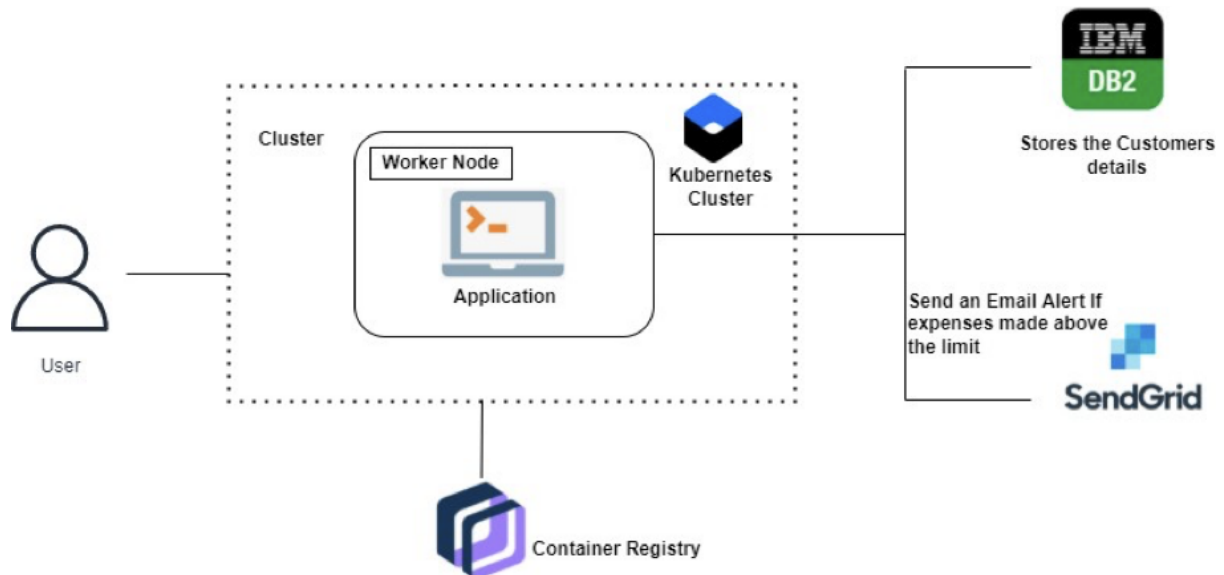 IBM
DB2
Stores the Customers
details
Cluster
Worker Node
Kubernetes
Cluster
Application
User
Send an Email Alert If
expenses made above
the limit
SendGrid
Container Registry